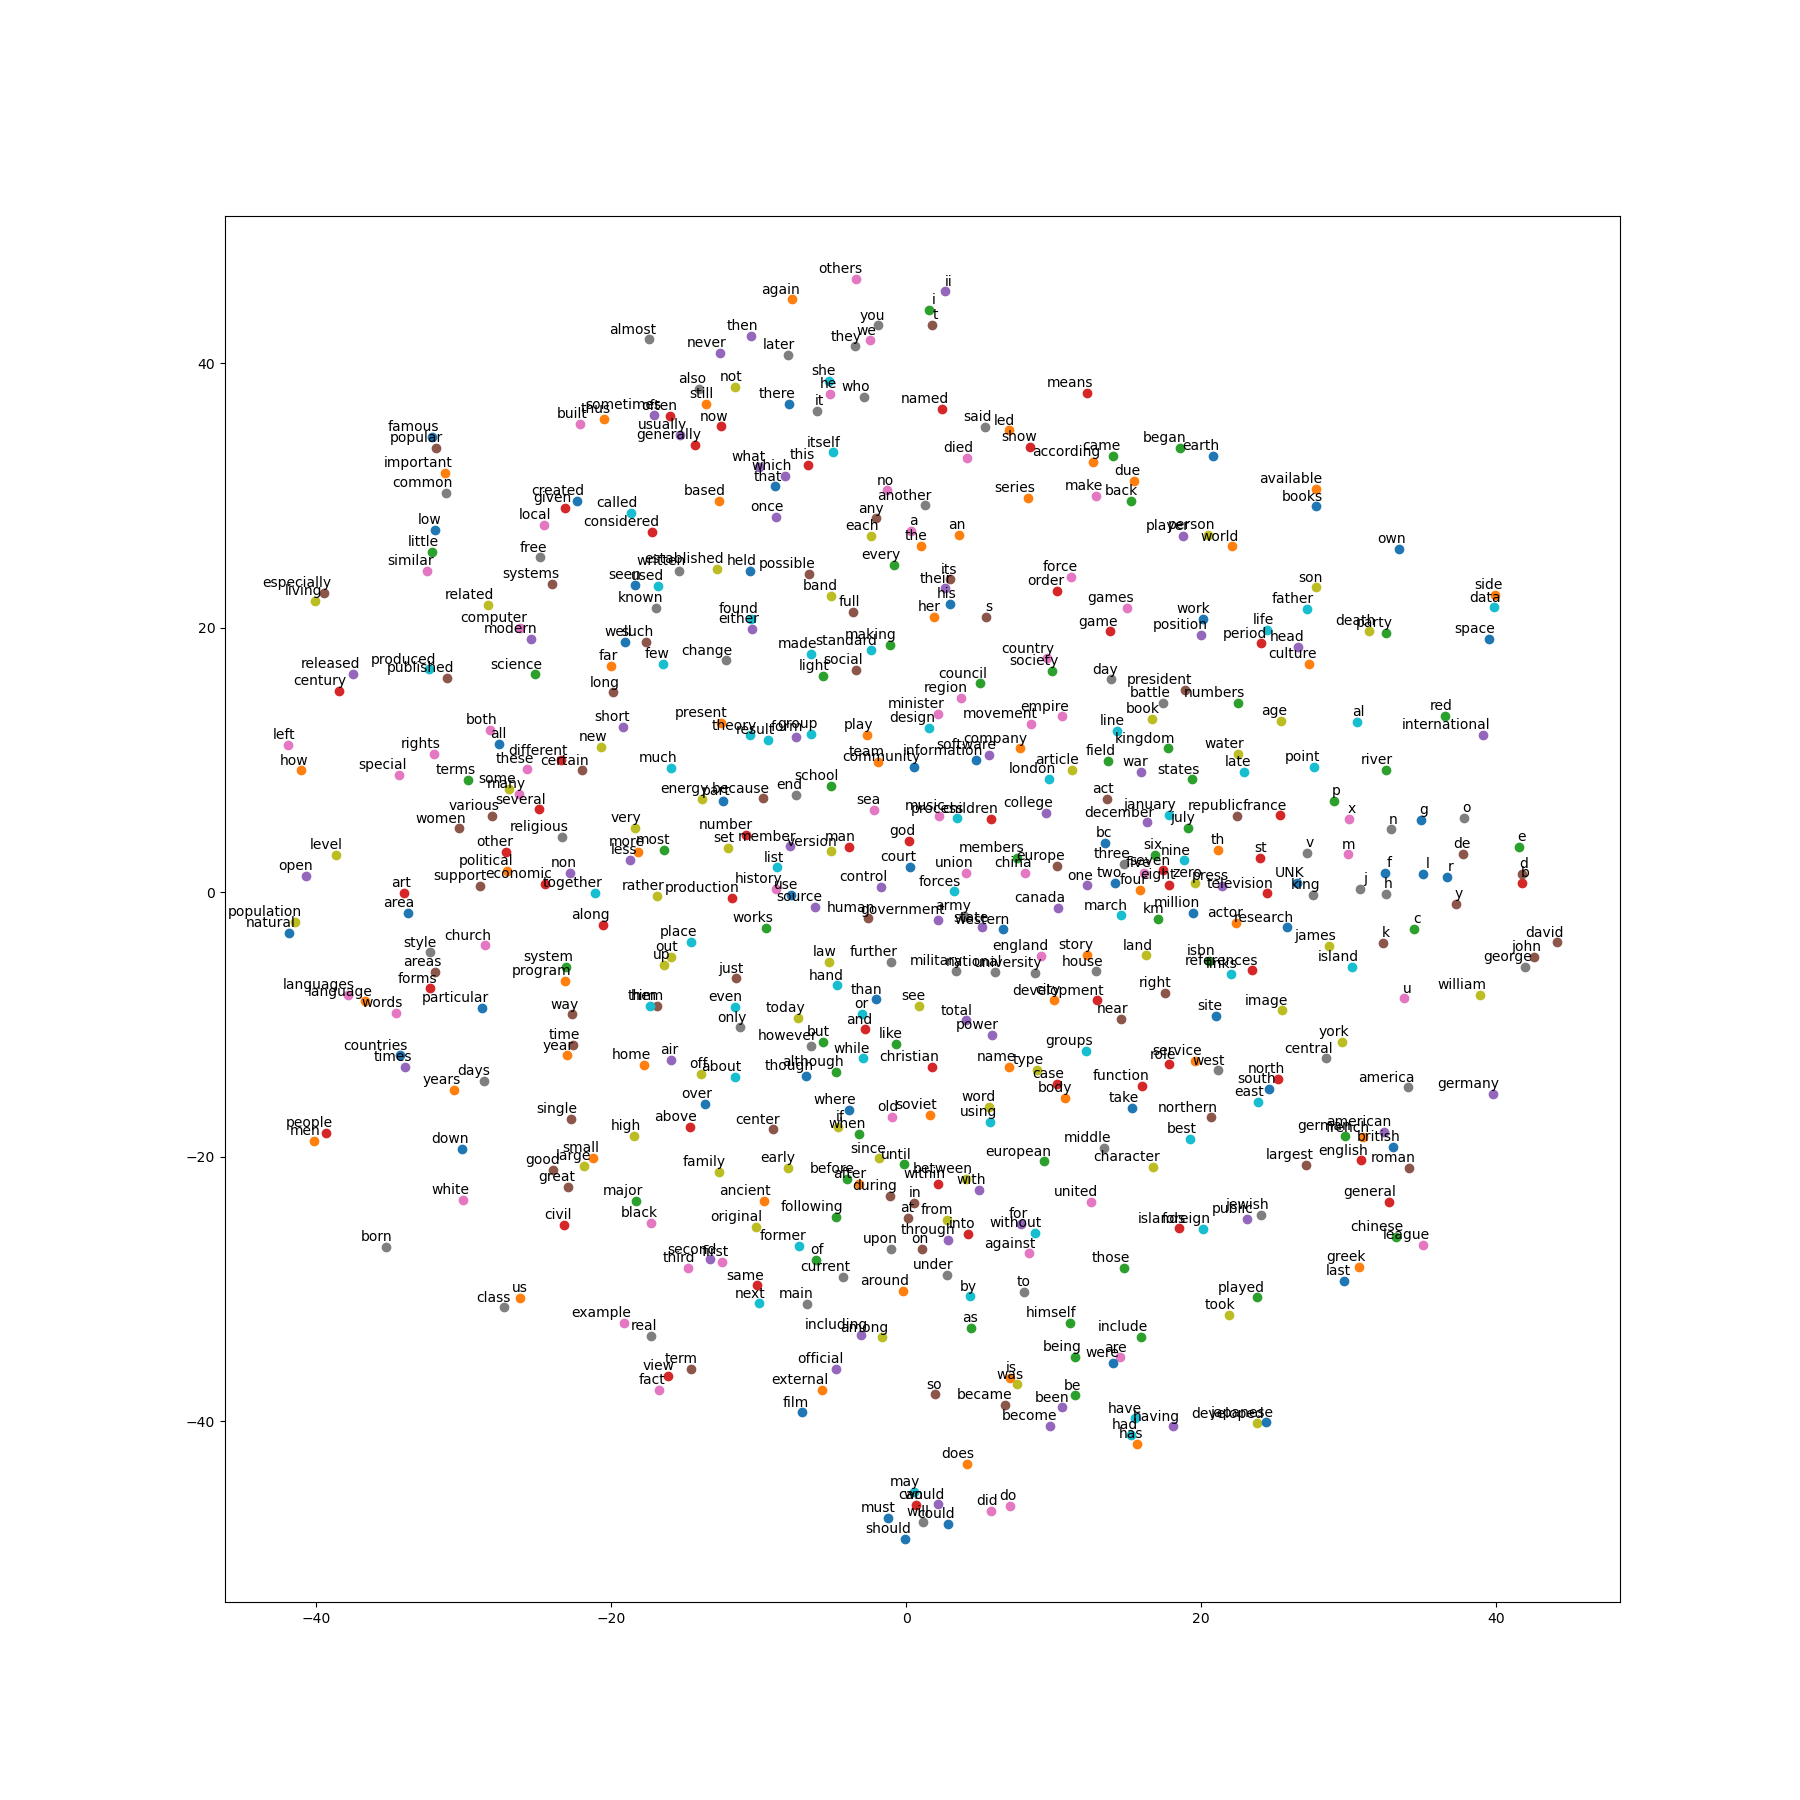 others
ii
again
i
you
t
then
we
they
almost
never
later
she
also
not
he
who
means
still
there
it
named
sometimes
often
thus
built
now
said
led
usually
generally
famous
popular
itself
show
died
came
began
earth
what
this
which
according
important
that
no
due
common
created
given
called
based
another
series
make
back
available
books
once
low
local
considered
any
a
each
the
an
player
person
world
own
little
free
every
similar
systems
established
written
held
possible
its
force
especially
living
seen
used
their
order
son
side
related
known
band
his
games
father
data
found
full
her
s
work
computer
modern
either
game
position
life
death
party
space
well
such
making
period
head
far
few
change
made
standard
country
culture
released
produced
published
science
light
social
society
century
long
council
day
president
region
battle
numbers
both
short
present
minister
empire
book
age
al
red
all
theory
result
form
group
play
design
movement
line
international
left
rights
different
new
company
kingdom
water
how
special
these
certain
much
team
community
information
software
field
terms
some
london
article
war
states
late
point
river
many
energy
part
because
end
school
act
various
several
sea
music
process
children
college
january
december
republic
france
p
x
g
o
women
religious
very
number
july
n
level
other
more
most
less
set
member
version
man
god
bc
six
nine
th
st
v
m
de
e
open
political
economic
non
list
court
union
members
china
europe
three
five
seven
zero
f
l
r
d
b
art
support
together
rather
production
history
use
source
control
forces
one
two
four
eight
press
television
UNK
king
j
h
y
population
natural
area
along
works
human
government
army
state
western
canada
march
km
million
actor
research
c
style
church
place
james
k
david
areas
system
out
up
law
further
military
national
university
england
story
house
land
isbn
references
links
island
john
george
languages
language
forms
program
just
hand
development
city
right
u
william
words
particular
way
them
him
even
than
or
see
site
image
only
today
and
total
near
countries
times
time
year
however
but
like
power
york
air
while
groups
central
years
days
home
off
about
though
although
christian
name
type
role
service
west
north
america
germany
over
case
body
function
south
east
people
men
single
above
where
old
soviet
word
using
take
northern
high
center
if
when
best
german
french
american
british
down
small
since
until
middle
english
roman
good
large
family
early
european
character
largest
great
before
after
within
between
white
during
with
major
ancient
in
united
general
civil
black
original
following
at
from
for
islands
foreign
public
jewish
born
through
into
without
chinese
league
former
upon
on
against
second
third
first
of
current
under
those
greek
last
class
us
same
next
main
around
by
to
played
took
example
real
including
among
as
himself
include
view
term
official
being
were
are
fact
external
is
was
film
so
became
be
been
become
have
having
had
has
developed
japanese
does
may
can
would
must
will
could
did
do
should
40
20
0
−20
−40
−40
−20
0
20
40